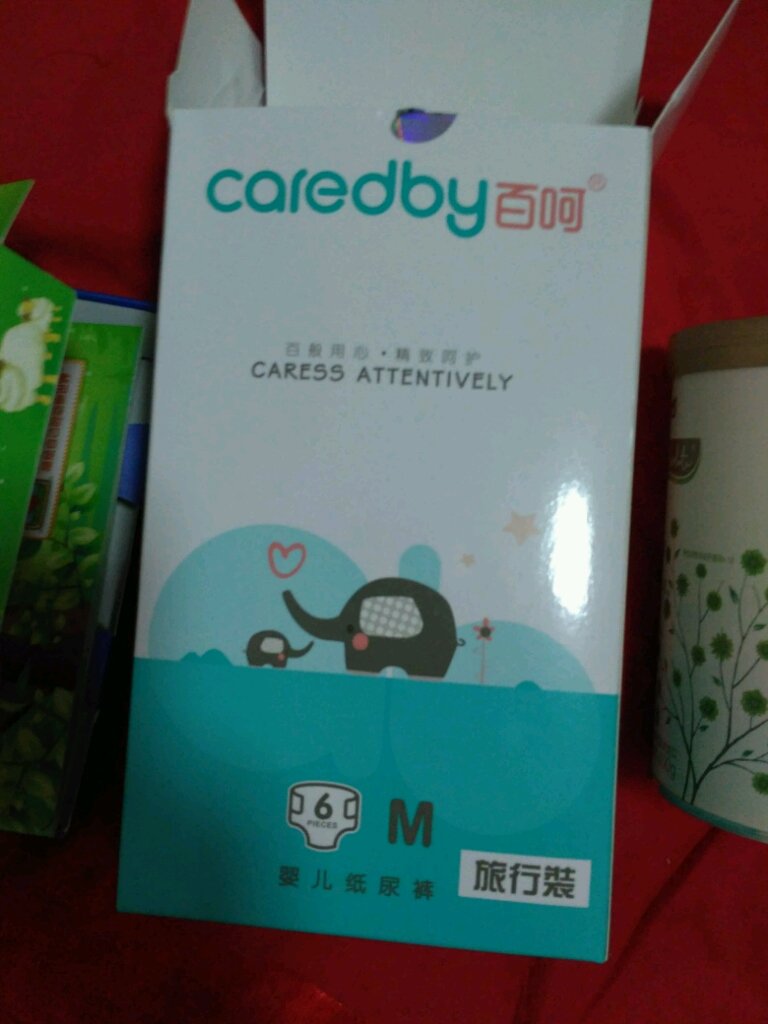 caredby百呵®
百般用心·精致呵护
CARESS ATTENTIVELY
6
PIECES
M
婴儿纸尿裤
旅行装